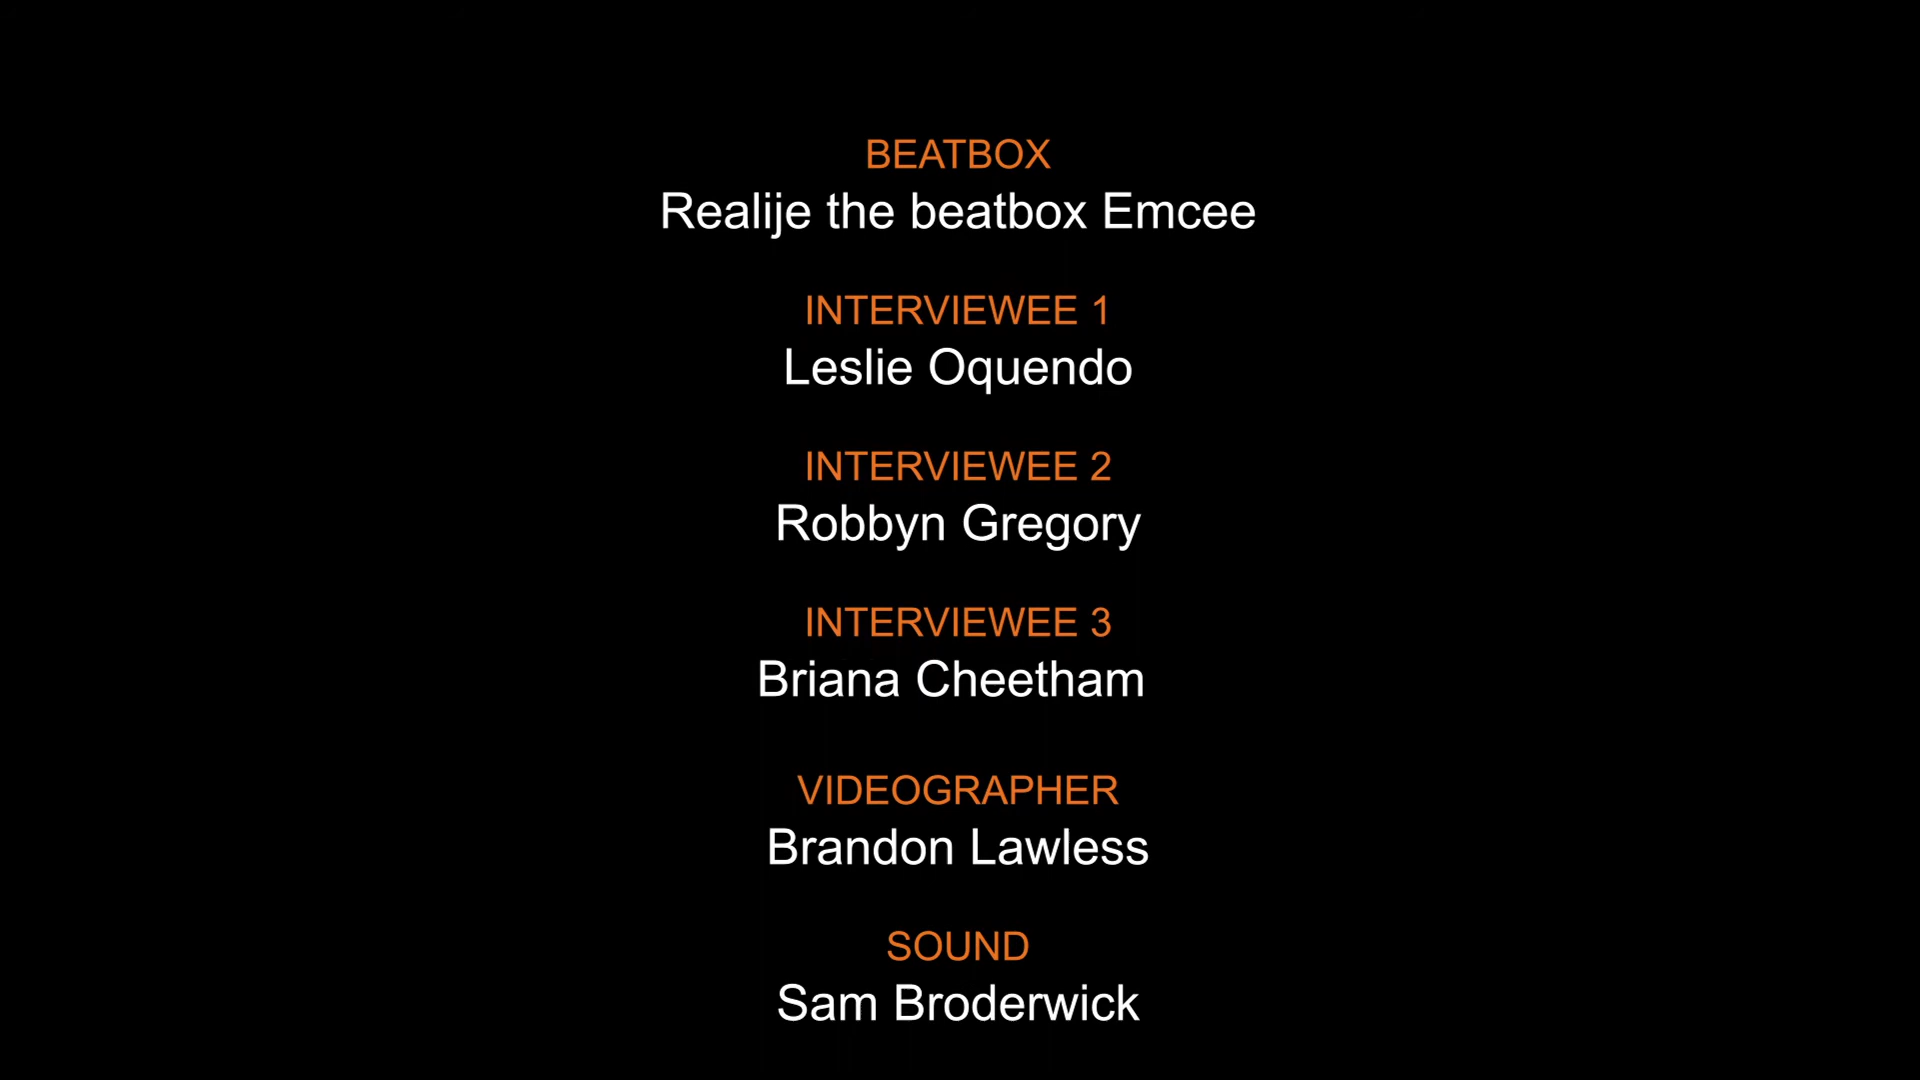 BEATBOX
Realije the beatbox Emcee
INTERVIEWEE 1
Leslie Oquendo
INTERVIEWEE 2
Robbyn Gregory
INTERVIEWEE 3
Briana Cheetham
VIDEOGRAPHER
Brandon Lawless
SOUND
Sam Broderwick